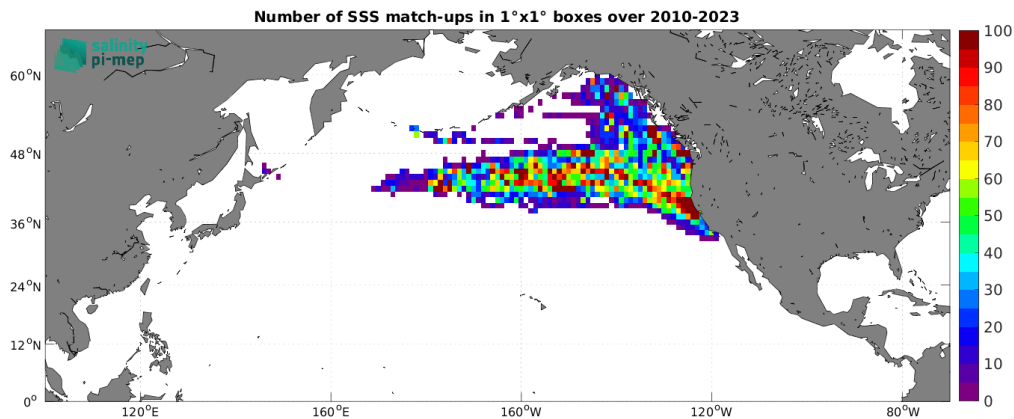 Number of SSS match-ups in 1°x1° boxes over 2010-2023
salinity
pi-mep
60°N
48°N
36°N
24°N
12°N
0°
120°E
160°E
160°W
120°W
80°W
100
90
80
70
60
50
40
30
20
10
0